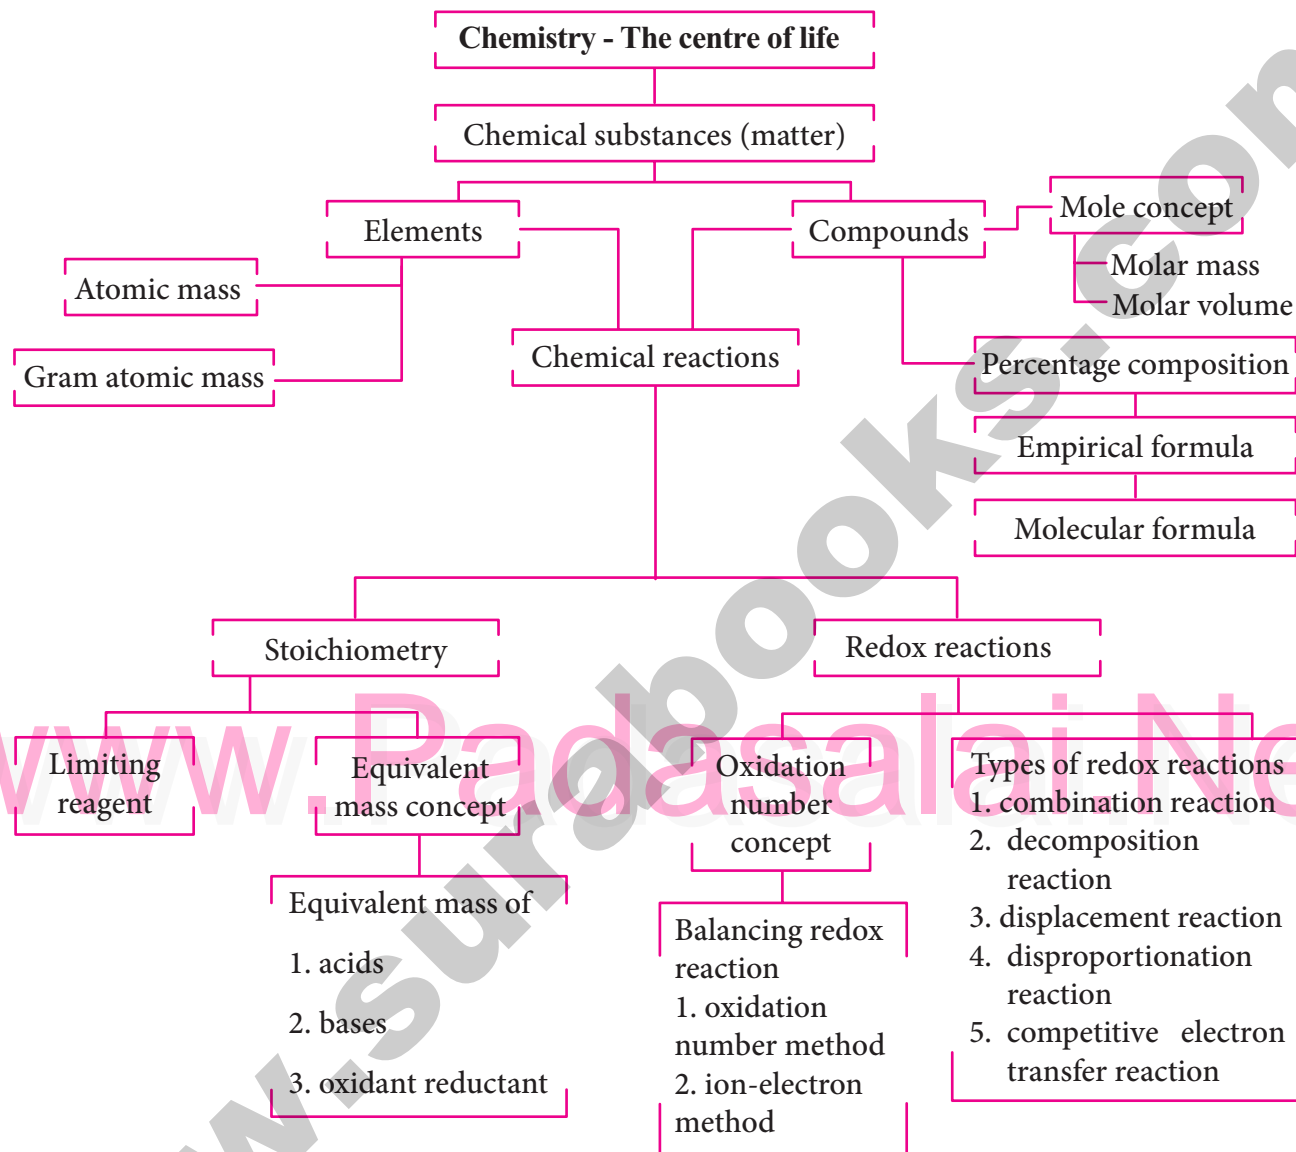 Chemistry - The centre of life
Chemical substances (matter)
Elements
Compounds
Mole concept
Molar mass
Molar volume
Atomic mass
Gram atomic mass
Chemical reactions
Percentage composition
Empirical formula
Molecular formula
Stoichiometry
Redox reactions
Limiting
reagent
Equivalent
mass concept
Equivalent mass of
1. acids
2. bases
3. oxidant reductant
Oxidation
number
concept
Balancing redox
reaction
1. oxidation
number method
2. ion-electron
method
Types of redox reactions
1. combination reaction
2. decomposition
reaction
3. displacement reaction
4. disproportionation
reaction
5. competitive electron
transfer reaction
www.Padasalai.Ne
w.surabooks.con